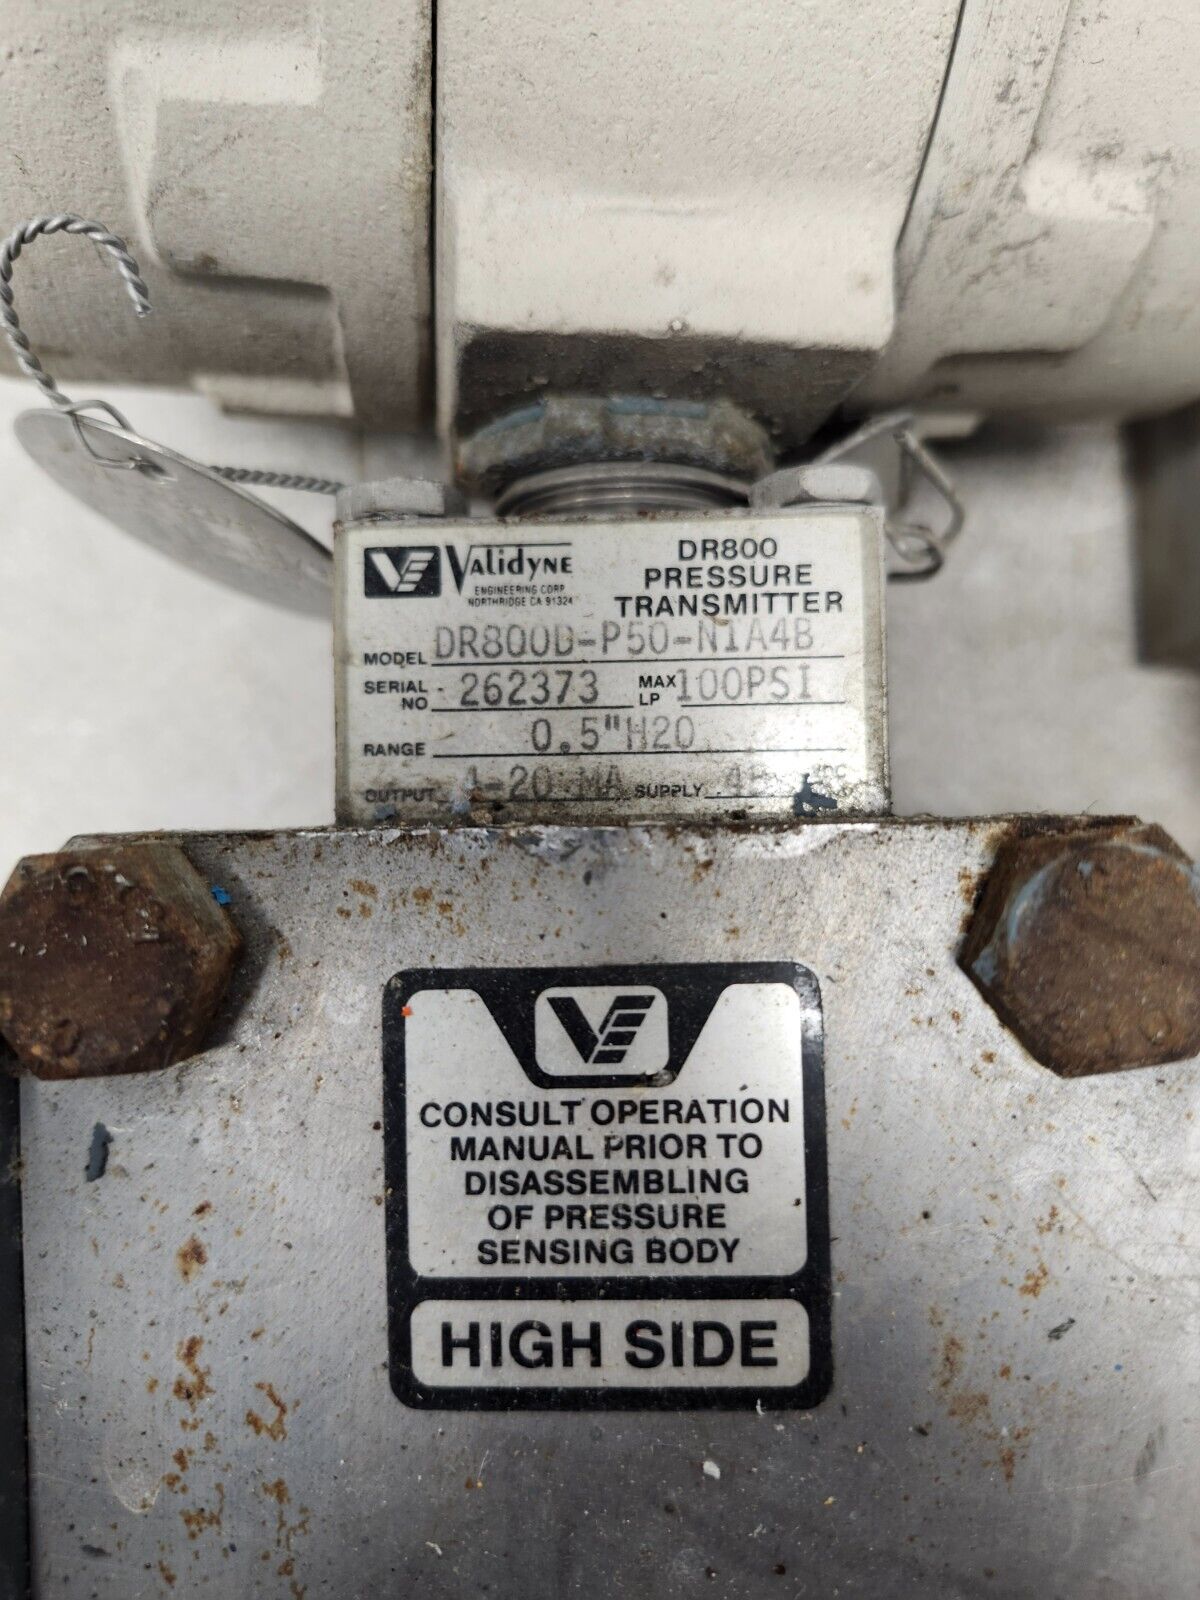 VALIDYNE
ENGINEERING CORP
NORTHRIDGE CA 91324
DR800
PRESSURE
TRANSMITTER
MODEL DR800D-P50-N1A4B
SERIAL NO 262373 MAX LP 100PSI
RANGE 0.5"H20
OUTPUT 4-20 MA SUPPLY
CONSULT OPERATION
MANUAL PRIOR TO
DISASSEMBLING
OF PRESSURE
SENSING BODY
HIGH SIDE